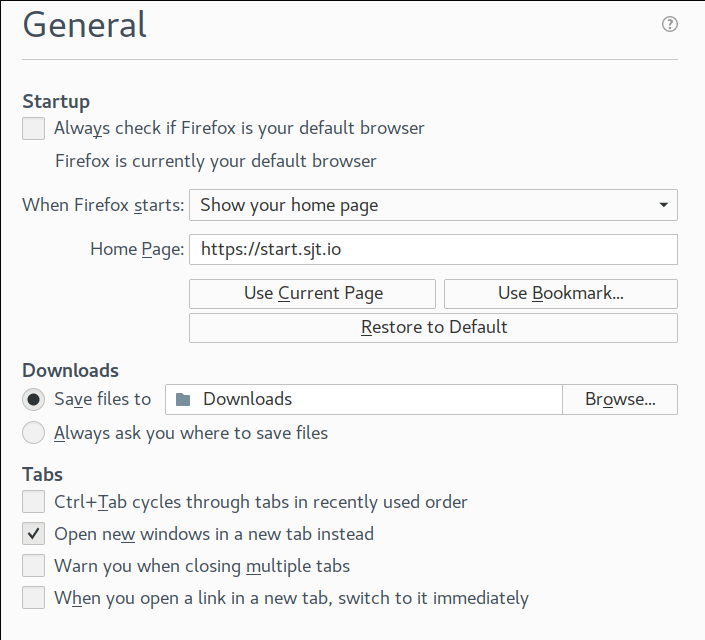 General
?
Startup
Always check if Firefox is your default browser
Firefox is currently your default browser
When Firefox starts: Show your home page
Home Page: https://start.sjt.io
Use Current Page Use Bookmark...
Restore to Default
Downloads
Save files to Downloads Browse...
Always ask you where to save files
Tabs
Ctrl+Tab cycles through tabs in recently used order
Open new windows in a new tab instead
Warn you when closing multiple tabs
When you open a link in a new tab, switch to it immediately